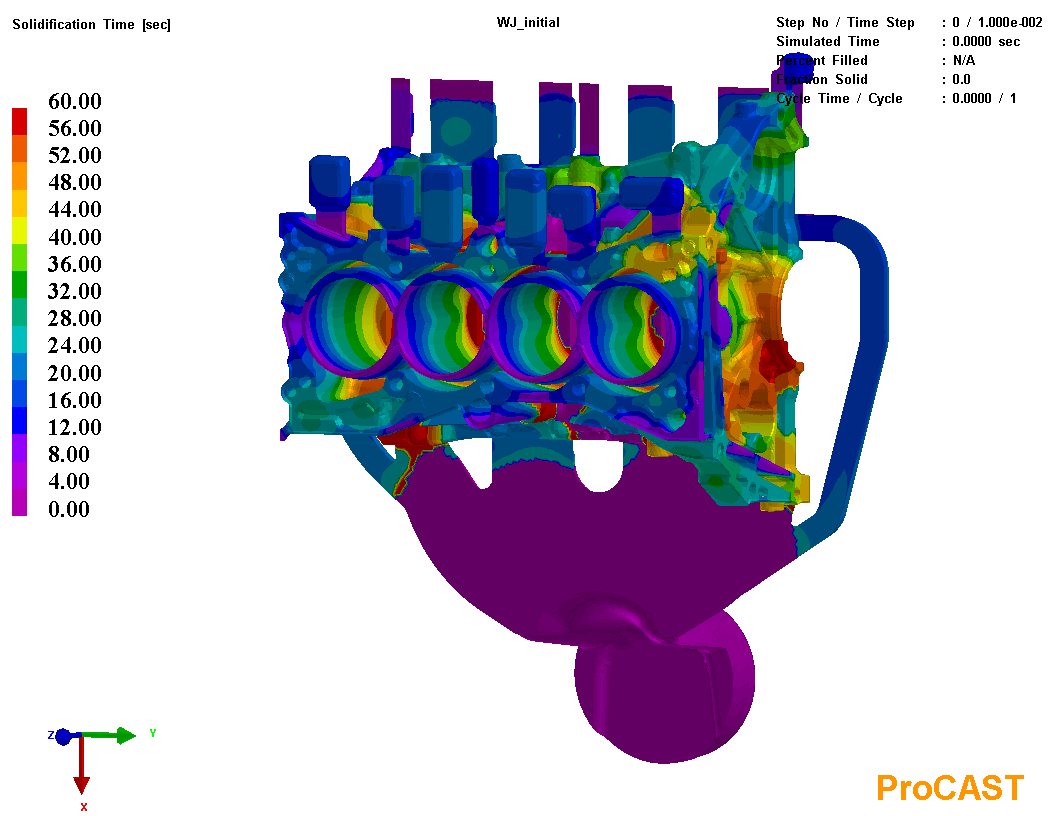 Solidification Time [sec]
WJ_initial
Step No / Time Step : 0 / 1.000e-002
Simulated Time : 0.0000 sec
Percent Filled : N/A
Fraction Solid : 0.0
Cycle Time / Cycle : 0.0000 / 1
60.00
56.00
52.00
48.00
44.00
40.00
36.00
32.00
28.00
24.00
20.00
16.00
12.00
8.00
4.00
0.00
Z
Y
X
ProCAST